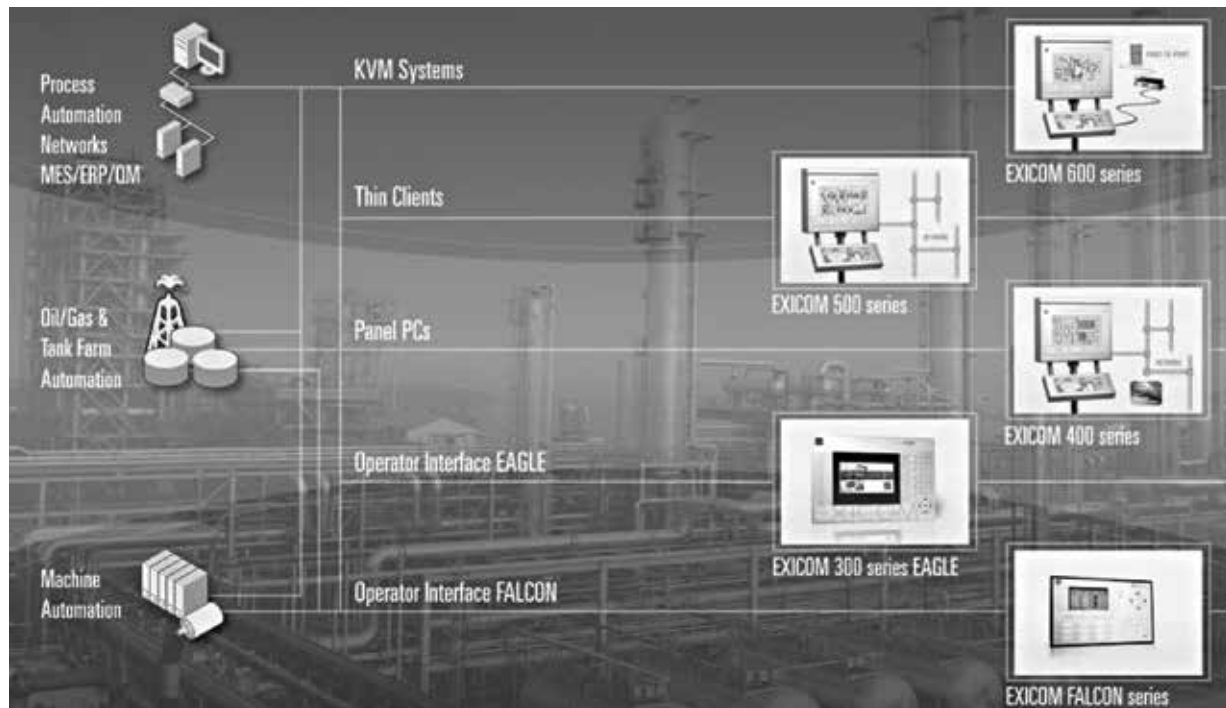 Process
Automation
Networks
MES/ERP/QM
KVM Systems
EXICOM 600 series
Thin Clients
EXICOM 500 series
Oil/Gas &
Tank Farm
Automation
Panel PCs
EXICOM 400 series
Operator Interface EAGLE
EXICOM 300 series EAGLE
Machine
Automation
Operator Interface FALCON
EXICOM FALCON series